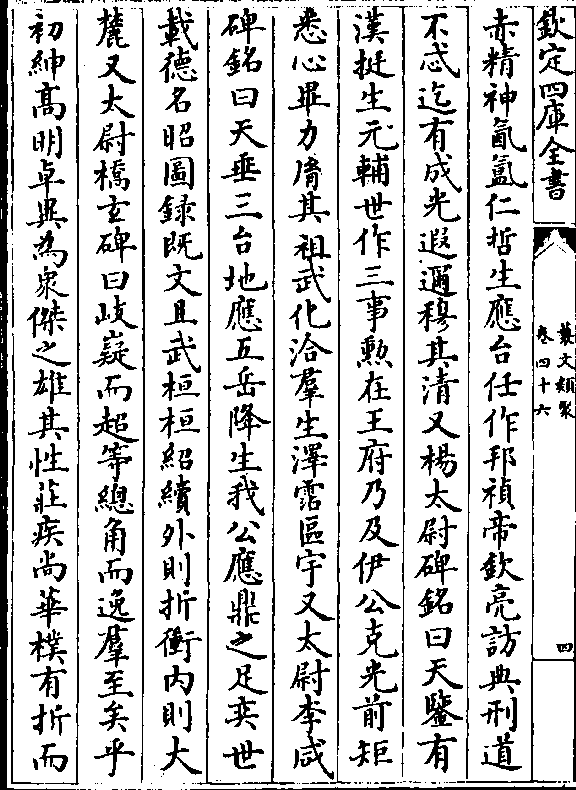 欽定四庫全書
藝文類聚
卷四十六
四
赤精神氤氳仁哲生應台任作邦禎帝欽亮訪典刑道
不忒迄有成光遐邇穆其清又楊太尉碑銘曰天鑒有
漢挺生元輔世作三事勲在王府乃及伊公克光前矩
悉心畢力胤其祖武化洽羣生澤霑區宇又太尉李咸
碑銘曰天垂三台地應五岳降生我公應鼎之足奕世
載德名昭圖録既文且武桓桓紹續外則折衝内則大
麓又太尉橋玄碑曰岐嶷而超等總角而逸羣至矣乎
初紳高明卓異為衆傑之雄其性莊疾尚華樸有折而